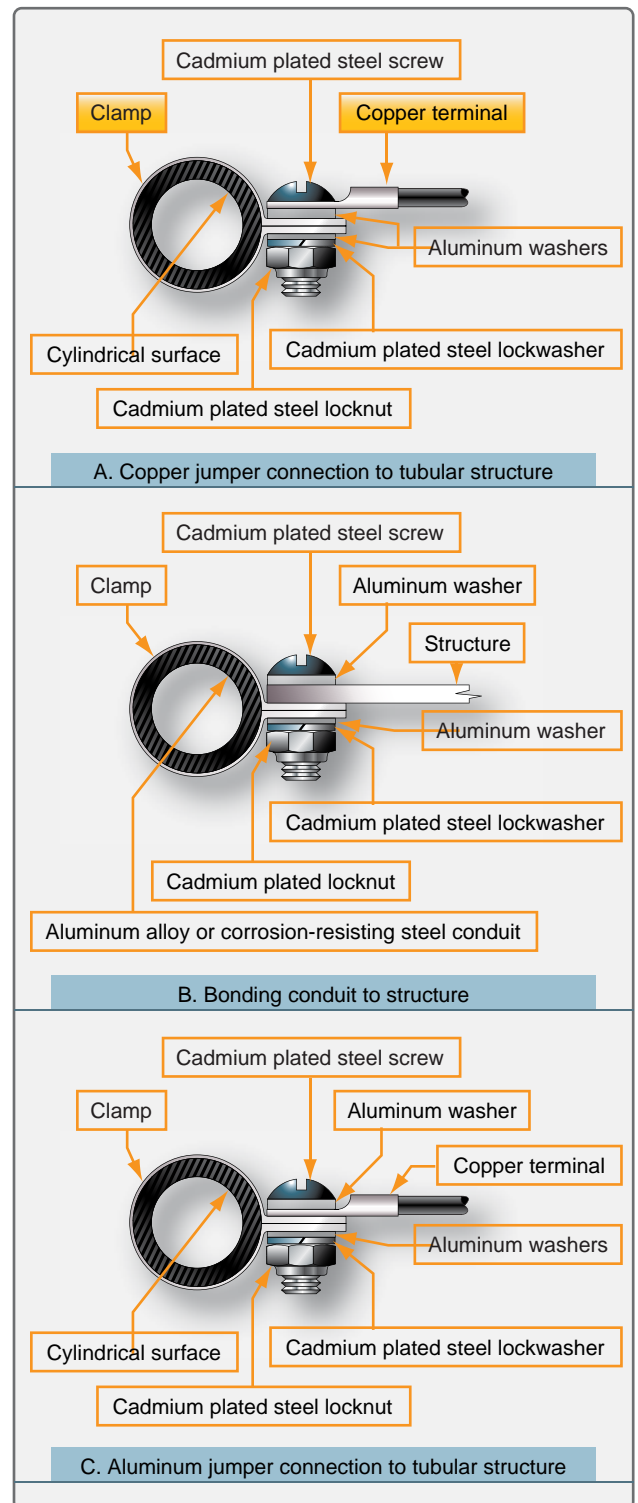 Cadmium plated steel screw
Clamp
Copper terminal
Aluminum washers
Cylindrical surface
Cadmium plated steel lockwasher
Cadmium plated steel locknut
A. Copper jumper connection to tubular structure
Cadmium plated steel screw
Clamp
Aluminum washer
Structure
Aluminum washer
Cadmium plated steel lockwasher
Cadmium plated locknut
Aluminum alloy or corrosion-resisting steel conduit
B. Bonding conduit to structure
Cadmium plated steel screw
Clamp
Aluminum washer
Copper terminal
Aluminum washers
Cylindrical surface
Cadmium plated steel lockwasher
Cadmium plated steel locknut
C. Aluminum jumper connection to tubular structure